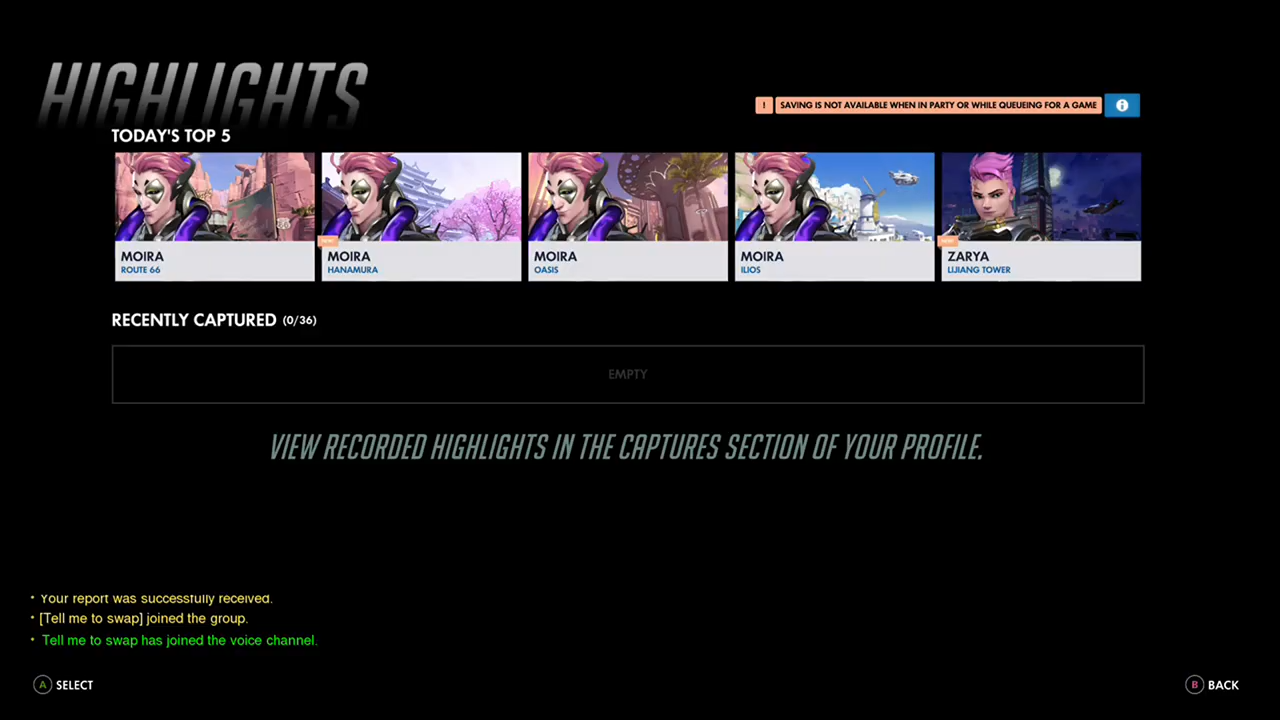 HIGHLIGHTS
! SAVING IS NOT AVAILABLE WHEN IN PARTY OR WHILE QUEUEING FOR A GAME
TODAY'S TOP 5
MOIRA
ROUTE 66
NEW!
MOIRA
HANAMURA
MOIRA
OASIS
MOIRA
ILIOS
NEW!
ZARYA
LIJIANG TOWER
RECENTLY CAPTURED (0/36)
EMPTY
VIEW RECORDED HIGHLIGHTS IN THE CAPTURES SECTION OF YOUR PROFILE.
Your report was successfully received.
[Tell me to swap] joined the group.
Tell me to swap has joined the voice channel.
A SELECT
B BACK